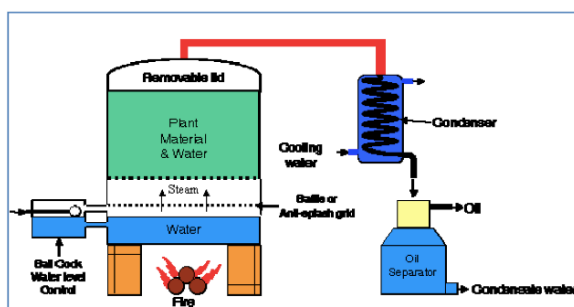 Removable lid
Plant
Material
& Water
Steam
Water
Baffle or
Anti-splash grid
Ball Cock
Water level
Control
Fire
Cooling
water
Condenser
Oil
Oil
Separator
Condensate water